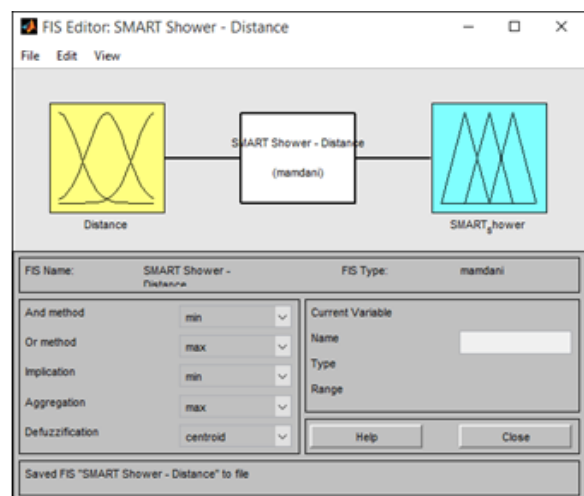 FIS Editor: SMART Shower - Distance
File Edit View
SMART Shower - Distance
(mamdani)
Distance
SMARTshower
FIS Name: SMART Shower - Distance FIS Type: mamdani
And method min
Or method max
Implication min
Aggregation max
Defuzzification centroid
Current Variable
Name
Type
Range
Help Close
Saved FIS "SMART Shower - Distance" to file